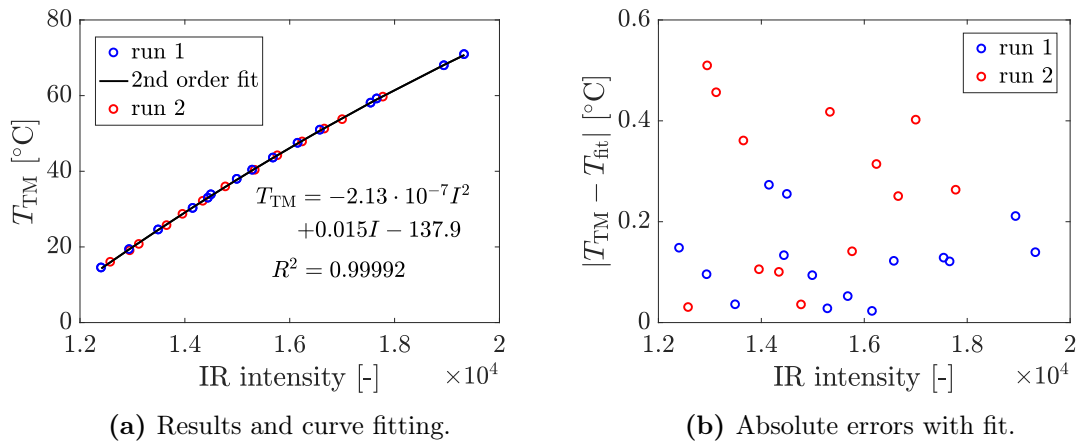 80
60
40
20
0
T_TM [°C]
run 1
2nd order fit
run 2
T_TM = −2.13 · 10^−7 I^2
+0.015I − 137.9
R^2 = 0.99992
1.2 1.4 1.6 1.8 2
IR intensity [-] ×10^4
(a) Results and curve fitting.
0.6
0.4
0.2
0
|T_TM − T_fit| [°C]
run 1
run 2
1.2 1.4 1.6 1.8 2
IR intensity [-] ×10^4
(b) Absolute errors with fit.